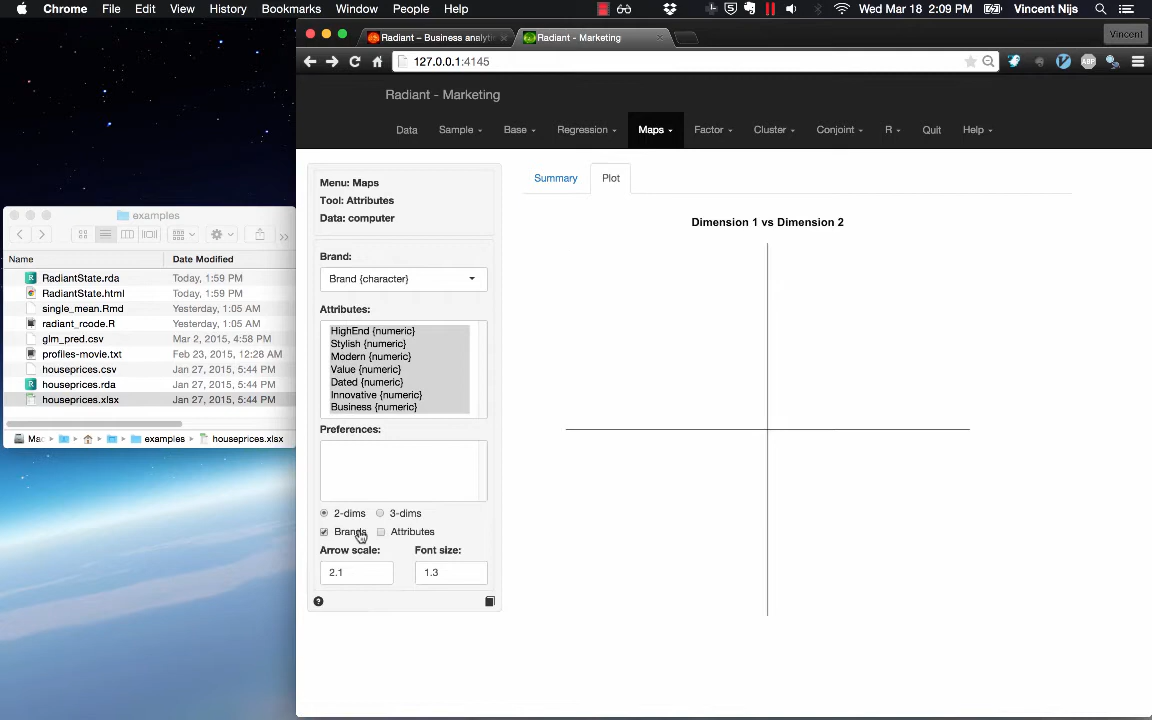 Chrome File Edit View History Bookmarks Window People Help Wed Mar 18 2:09 PM Vincent Nijs
Radiant – Business analytic
Radiant - Marketing
Vincent
127.0.0.1:4145
ABP
Radiant - Marketing
Data Sample Base Regression Maps Factor Cluster Conjoint R Quit Help
Menu: Maps
Tool: Attributes
Data: computer
Brand:
Brand {character}
Attributes:
HighEnd {numeric}
Stylish {numeric}
Modern {numeric}
Value {numeric}
Dated {numeric}
Innovative {numeric}
Business {numeric}
Preferences:
2-dims 3-dims
Brands Attributes
Arrow scale: Font size:
2.1 1.3
Summary Plot
Dimension 1 vs Dimension 2
examples
Name Date Modified
RadiantState.rda Today, 1:59 PM
RadiantState.html Today, 1:59 PM
single_mean.Rmd Yesterday, 1:05 AM
radiant_rcode.R Yesterday, 1:05 AM
glm_pred.csv Mar 2, 2015, 4:58 PM
profiles-movie.txt Feb 23, 2015, 12:28 AM
houseprices.csv Jan 27, 2015, 5:44 PM
houseprices.rda Jan 27, 2015, 5:44 PM
houseprices.xlsx Jan 27, 2015, 5:44 PM
Mac examples houseprices.xlsx